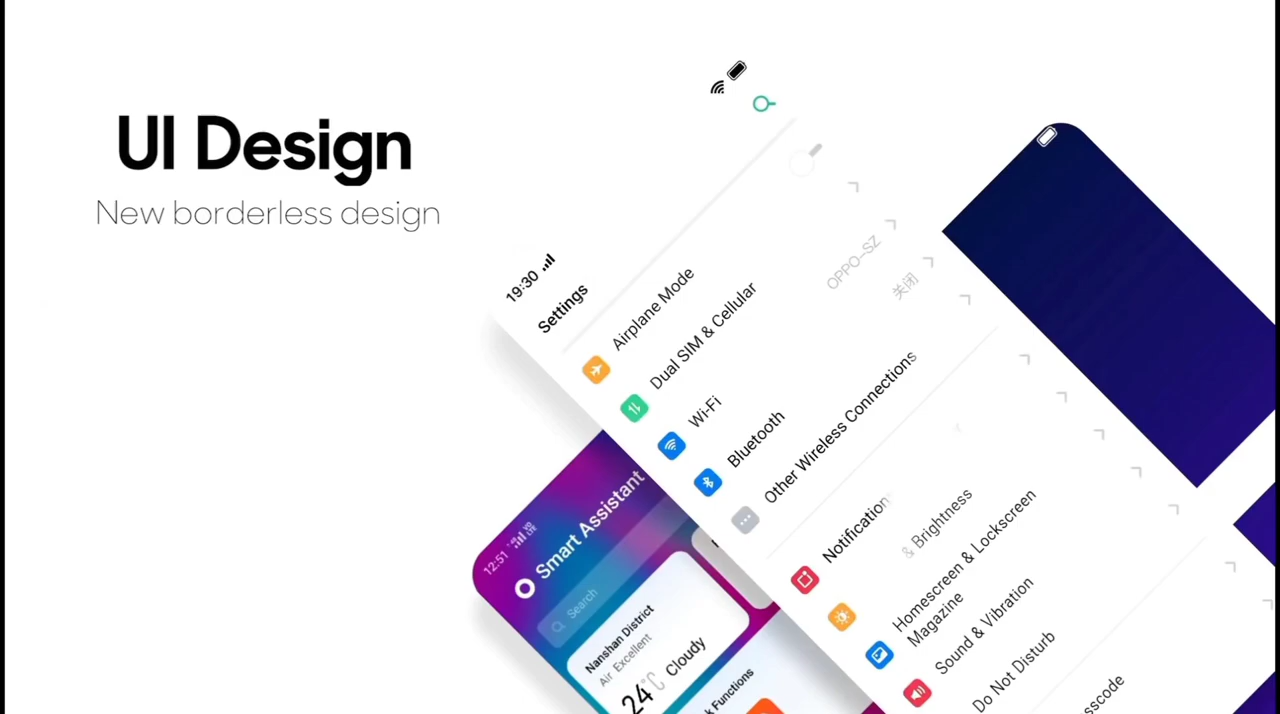 UI Design
New borderless design
19:30
Settings
Airplane Mode
Dual SIM & Cellular
Wi-Fi
OPPO-SZ
Bluetooth
关闭
Other Wireless Connections
Notification
& Brightness
Homescreen & Lockscreen
Magazine
Sound & Vibration
Do Not Disturb
sscode
12:51
Smart Assistant
Search
Nanshan District
Air Excellent
24°C Cloudy
k Functions